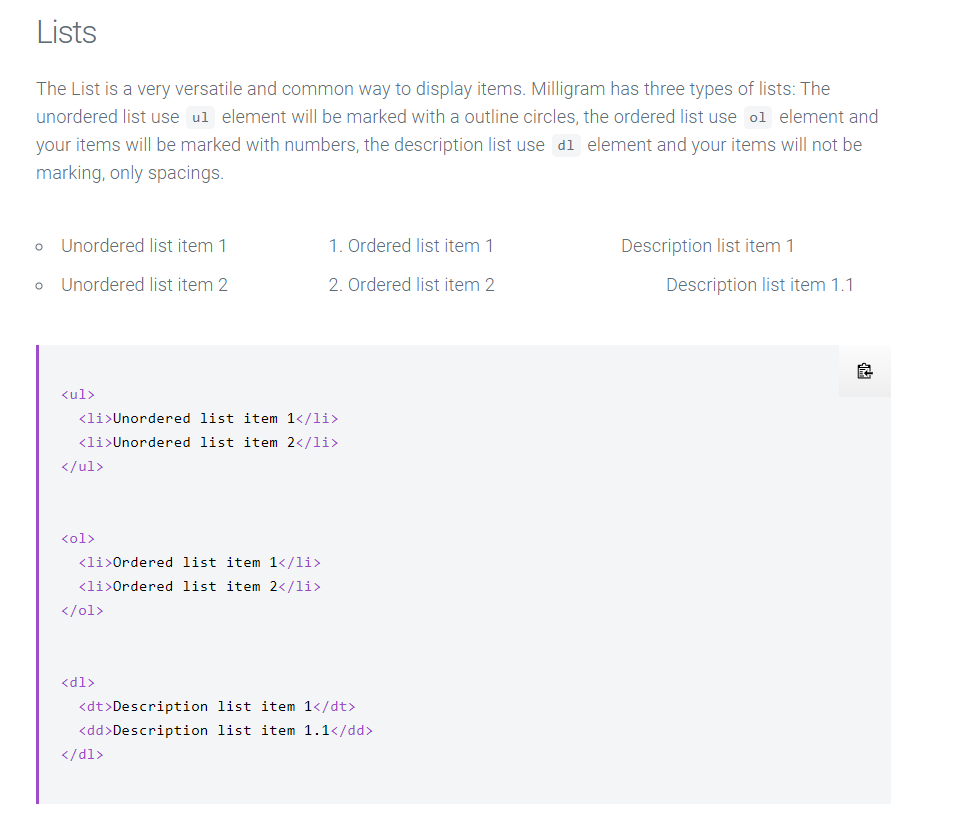 Lists
The List is a very versatile and common way to display items. Milligram has three types of lists: The
unordered list use ul element will be marked with a outline circles, the ordered list use ol element and
your items will be marked with numbers, the description list use dl element and your items will not be
marking, only spacings.
Unordered list item 1
Unordered list item 2
1. Ordered list item 1
2. Ordered list item 2
Description list item 1
Description list item 1.1
<ul>
  <li>Unordered list item 1</li>
  <li>Unordered list item 2</li>
</ul>
<ol>
  <li>Ordered list item 1</li>
  <li>Ordered list item 2</li>
</ol>
<dl>
  <dt>Description list item 1</dt>
  <dd>Description list item 1.1</dd>
</dl>